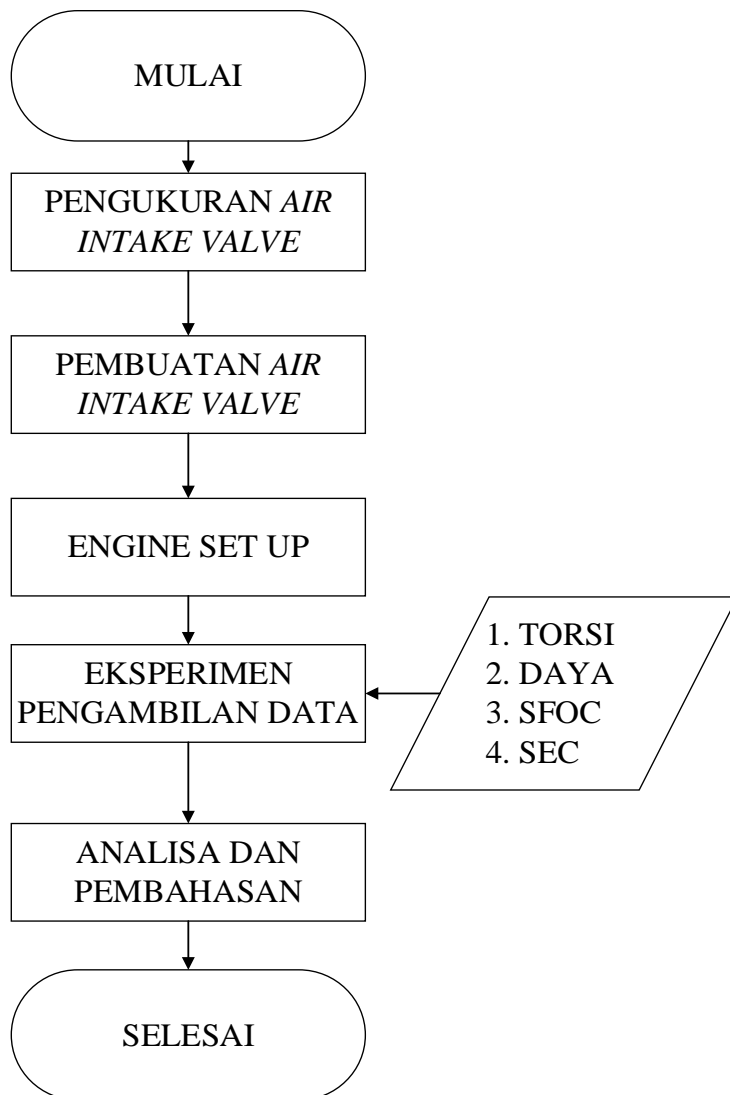 MULAI
PENGUKURAN AIR
INTAKE VALVE
PEMBUATAN AIR
INTAKE VALVE
ENGINE SET UP
EKSPERIMEN
PENGAMBILAN DATA
1. TORSI
2. DAYA
3. SFOC
4. SEC
ANALISA DAN
PEMBAHASAN
SELESAI